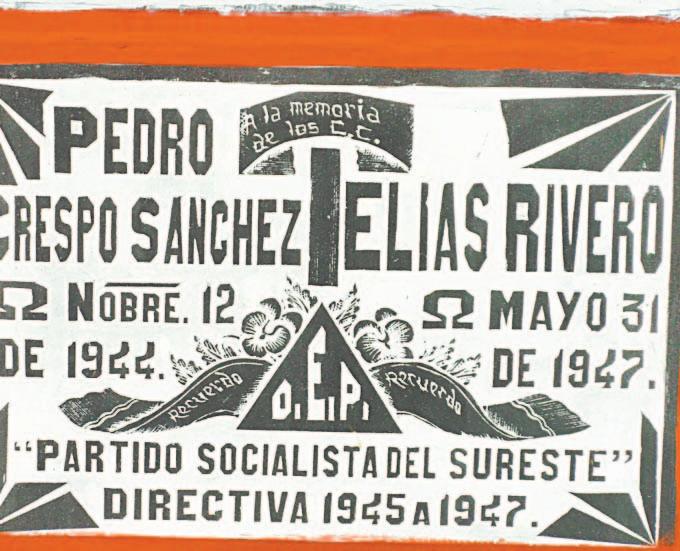 A la memoria
de los C.C.
PEDRO
CRESPO SANCHEZ
Ω NOBRE. 12
DE 1944.
ELIAS RIVERO
Ω MAYO 31
DE 1947.
D.E.P.
Recuerdo
Recuerdo
"PARTIDO SOCIALISTA DEL SURESTE"
DIRECTIVA 1945 A 1947.